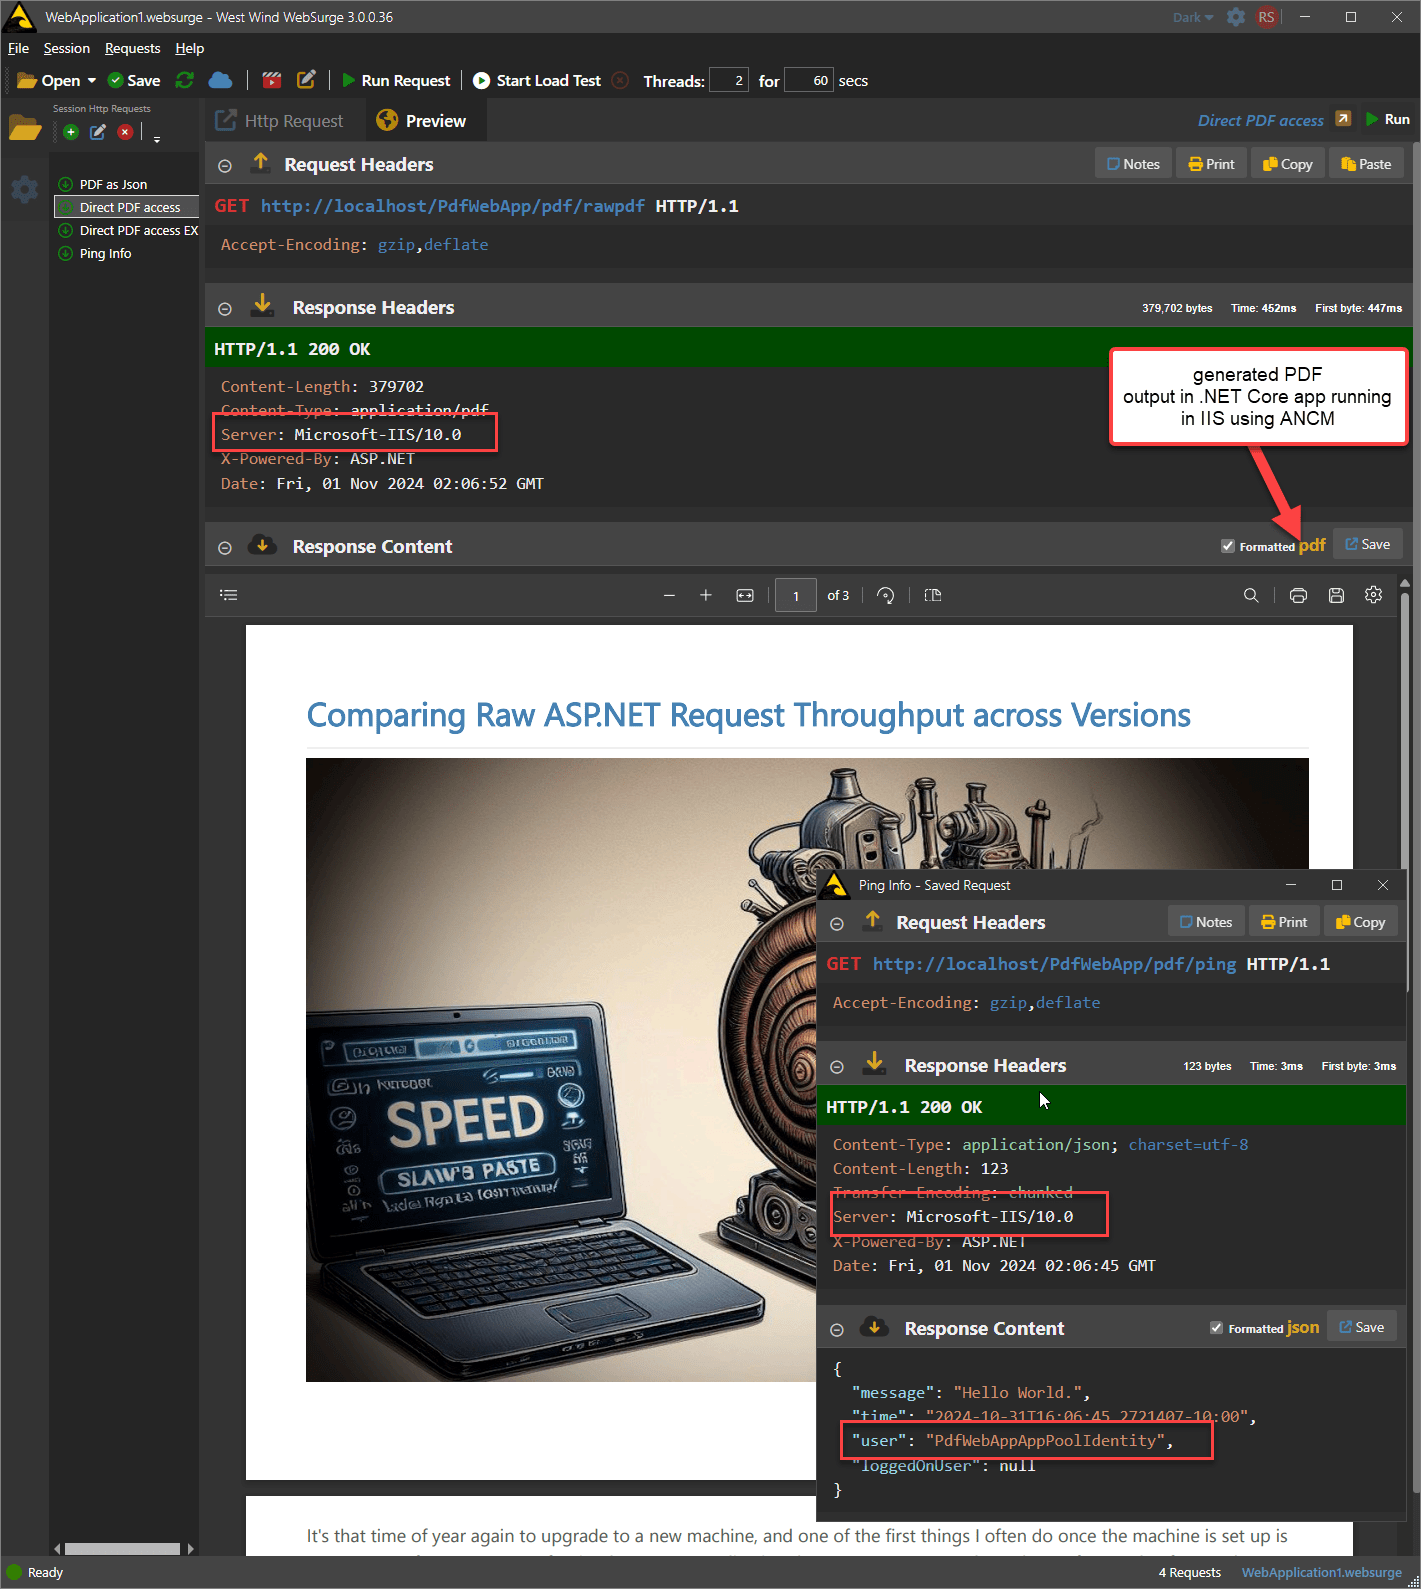 WebApplication1.websurge - West Wind WebSurge 3.0.0.36
Dark
RS
File Session Requests Help
Open Save Run Request Start Load Test Threads: 2 for 60 secs
Session Http Requests
Http Request Preview Direct PDF access Run
PDF as Json
Direct PDF access
Direct PDF access EX
Ping Info
Request Headers
Notes Print Copy Paste
GET http://localhost/PdfWebApp/pdf/rawpdf HTTP/1.1
Accept-Encoding: gzip,deflate
Response Headers
379,702 bytes Time: 452ms First byte: 447ms
HTTP/1.1 200 OK
Content-Length: 379702
Content-Type: application/pdf
Server: Microsoft-IIS/10.0
X-Powered-By: ASP.NET
Date: Fri, 01 Nov 2024 02:06:52 GMT
generated PDF
output in .NET Core app running
in IIS using ANCM
Response Content
Formatted pdf Save
1 of 3
Comparing Raw ASP.NET Request Throughput across Versions
SPEED
SLAW'S PASTE
Ping Info - Saved Request
Request Headers
Notes Print Copy
GET http://localhost/PdfWebApp/pdf/ping HTTP/1.1
Accept-Encoding: gzip,deflate
Response Headers
123 bytes Time: 3ms First byte: 3ms
HTTP/1.1 200 OK
Content-Type: application/json; charset=utf-8
Content-Length: 123
Transfer-Encoding: chunked
Server: Microsoft-IIS/10.0
X-Powered-By: ASP.NET
Date: Fri, 01 Nov 2024 02:06:45 GMT
Response Content
Formatted json Save
{
"message": "Hello World.",
"time": "2024-10-31T16:06:45.2721407-10:00",
"user": "PdfWebAppAppPoolIdentity",
"loggedOnUser": null
}
It's that time of year again to upgrade to a new machine, and one of the first things I often do once the machine is set up is
Ready
4 Requests WebApplication1.websurge